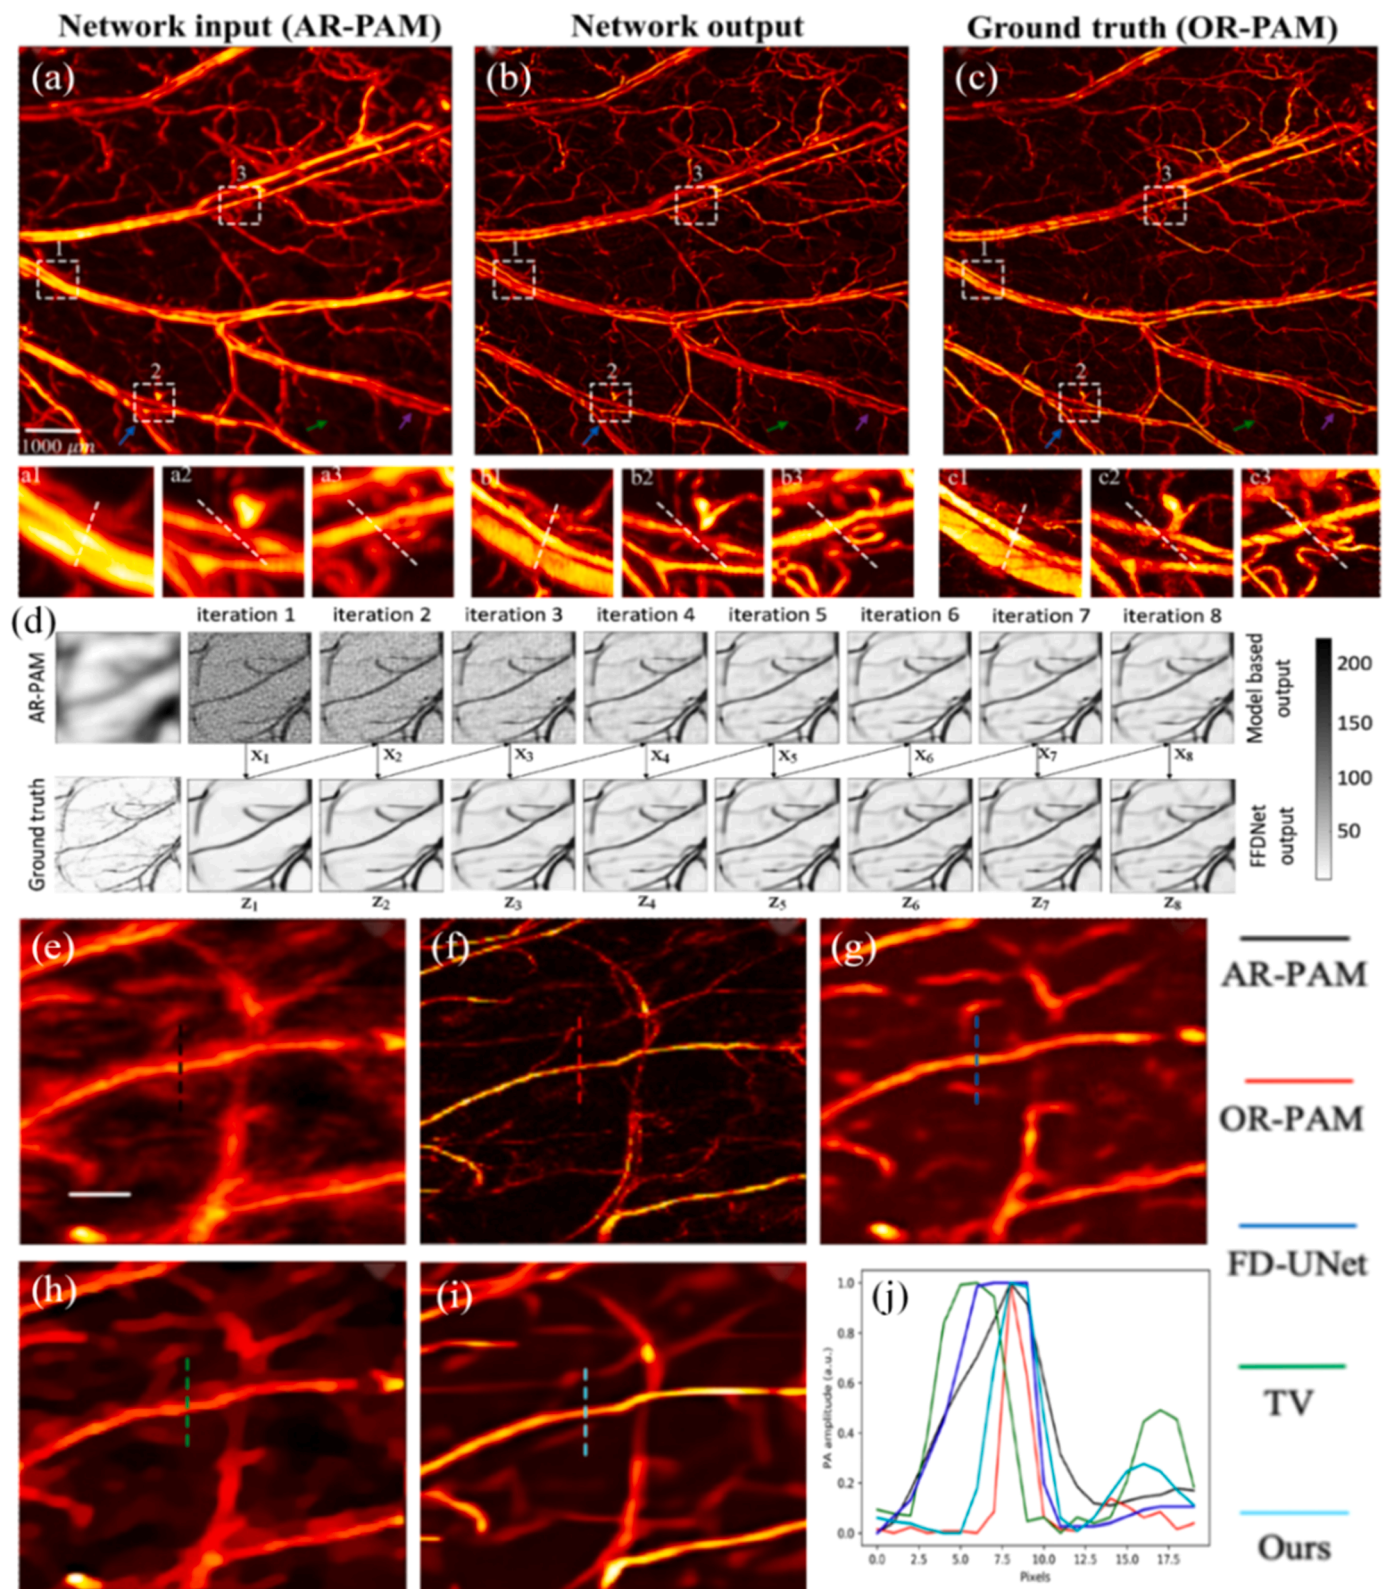 Network input (AR-PAM) Network output Ground truth (OR-PAM)
(a) (b) (c)
3 3 3
1 1 1
2 2 2
1000 μm
a1 a2 a3 b1 b2 b3 c1 c2 c3
(d) iteration 1 iteration 2 iteration 3 iteration 4 iteration 5 iteration 6 iteration 7 iteration 8
AR-PAM
Model based
output
200
150
100
50
x1 x2 x3 x4 x5 x6 x7 x8
Ground truth
FFDNet
output
z1 z2 z3 z4 z5 z6 z7 z8
(e) (f) (g)
AR-PAM
OR-PAM
FD-UNet
TV
Ours
(h) (i) (j)
PA amplitude (a.u.)
1.0
0.8
0.6
0.4
0.2
0.0
0.0 2.5 5.0 7.5 10.0 12.5 15.0 17.5
Pixels